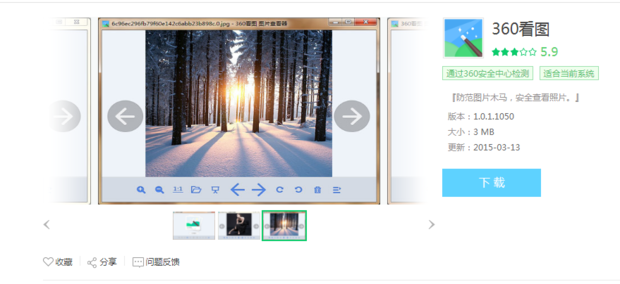 360看图 图片查看器
360看图
5.9
通过360安全中心检测
适合当前系统
『防范图片木马，安全查看照片。』
版本：1.0.1.1050
大小：3 MB
更新：2015-03-13
1:1
下载
收藏
分享
问题反馈